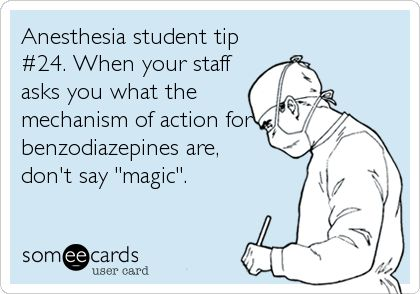 Anesthesia student tip
#24. When your staff
asks you what the
mechanism of action for
benzodiazepines are,
don't say "magic".
someecards
user card